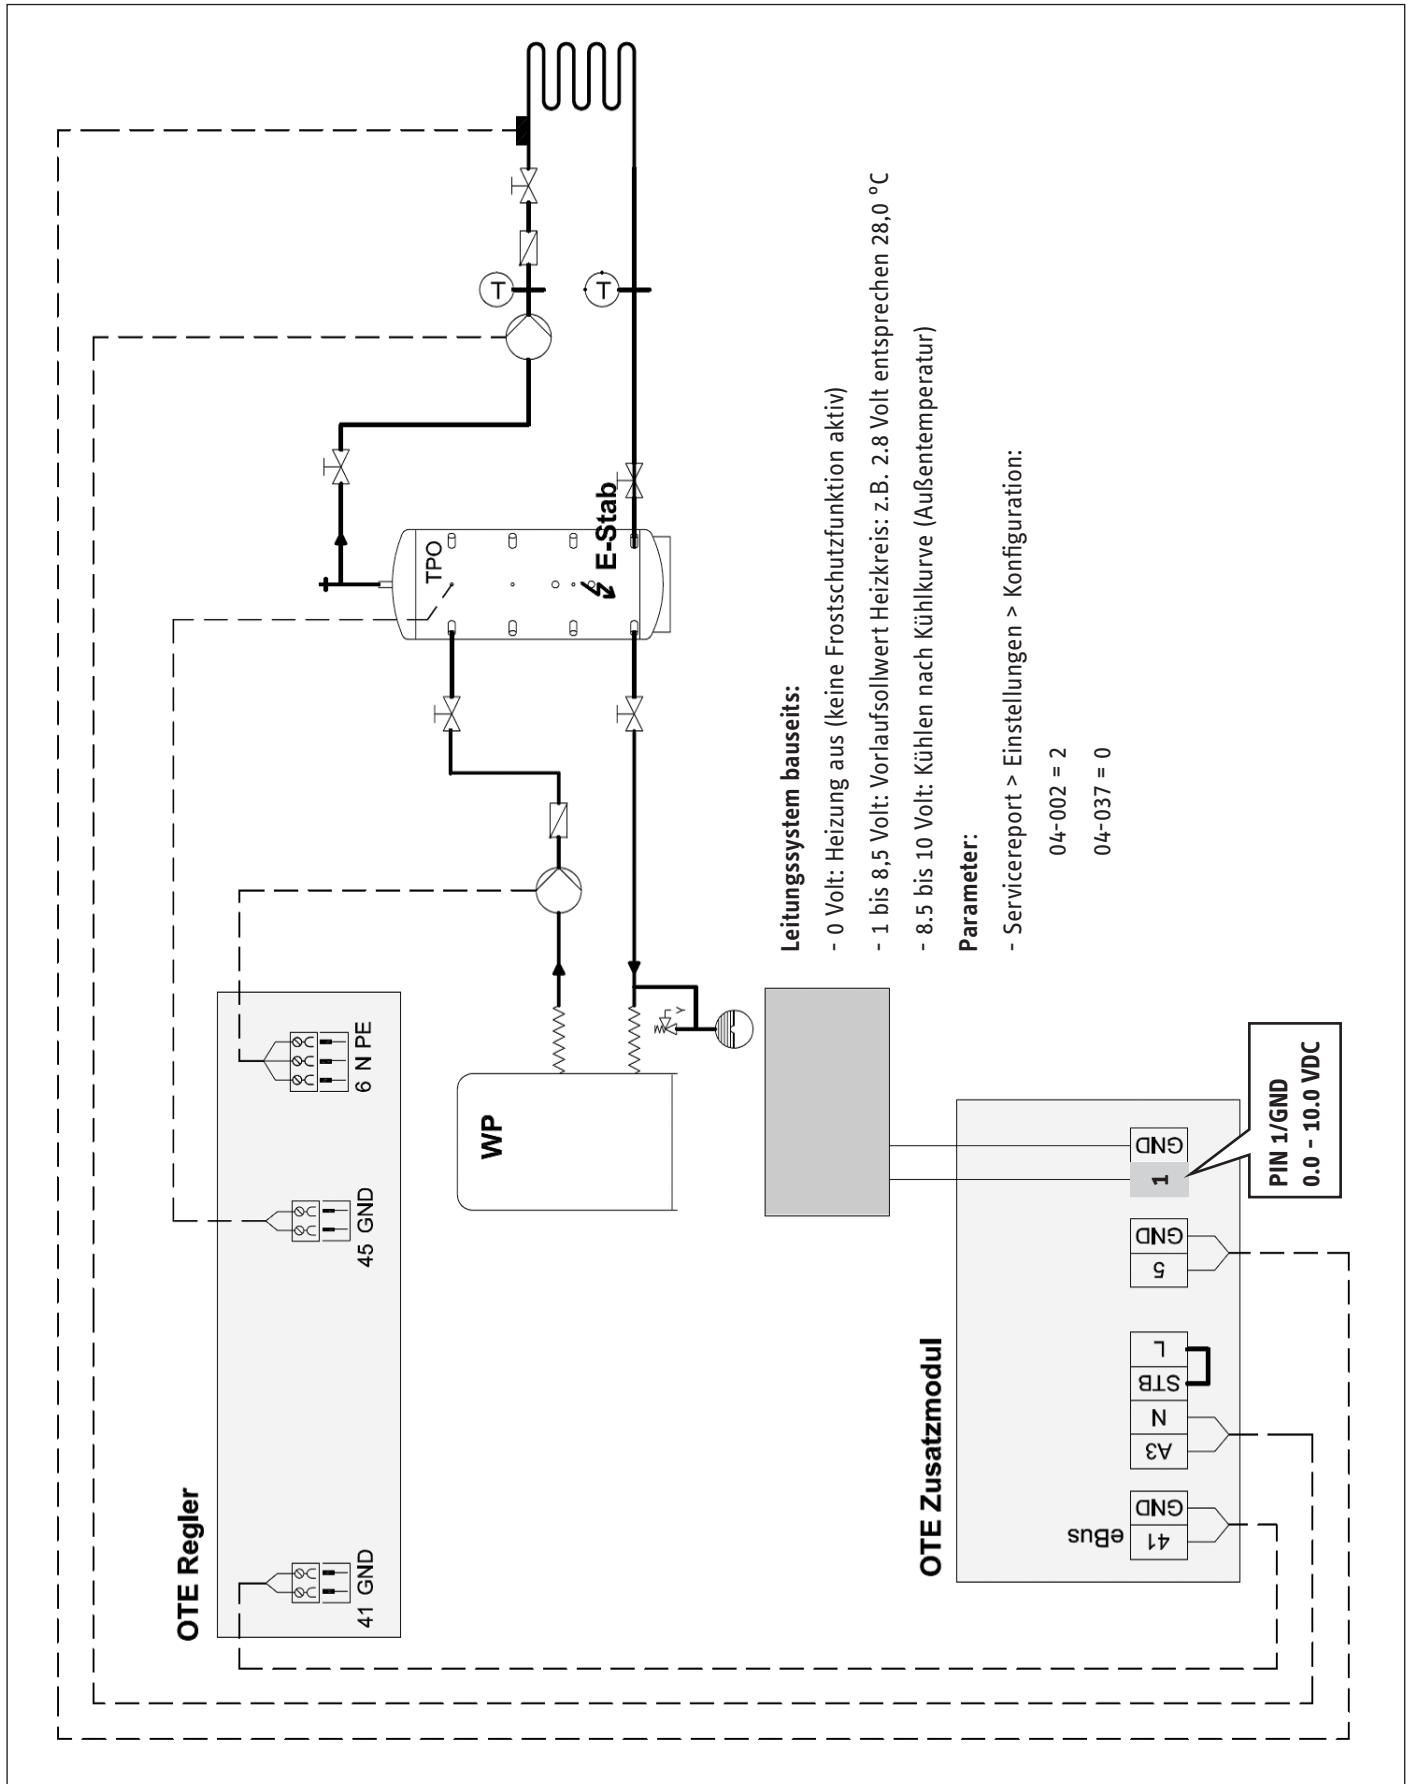 OTE Regler
41 GND
45 GND
6 N PE
WP
TPO
E-Stab
T
T
Y
Leitungssystem bauseits:
- 0 Volt: Heizung aus (keine Frostschutzfunktion aktiv)
- 1 bis 8,5 Volt: Vorlaufsollwert Heizkreis: z.B. 2.8 Volt entsprechen 28,0 °C
- 8.5 bis 10 Volt: Kühlen nach Kühlkurve (Außentemperatur)
Parameter:
- Servicereport > Einstellungen > Konfiguration:
04-002 = 2
04-037 = 0
OTE Zusatzmodul
eBus
41 GND
A3 N STB L
5 GND
1 GND
PIN 1/GND
0.0 - 10.0 VDC